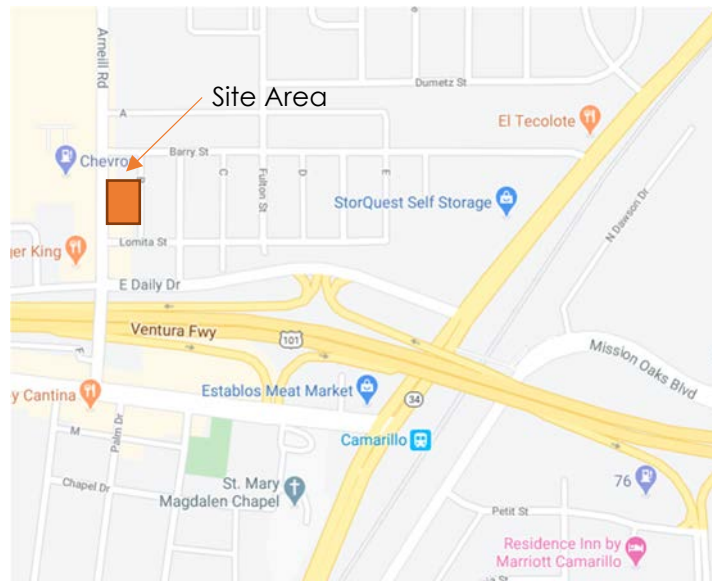 Arneill Rd
Dumetz St
Site Area
A
El Tecolote
Barry St
Chevro
B
C
Fulton St
D
E
StorQuest Self Storage
N Dawson Dr
ger King
Lomita St
E Daily Dr
Ventura Fwy
101
Mission Oaks Blvd
y Cantina
Establos Meat Market
34
Palm Dr
M
Camarillo
Chapel Dr
St. Mary
Magdalen Chapel
76
Petit St
Residence Inn by
Marriott Camarillo